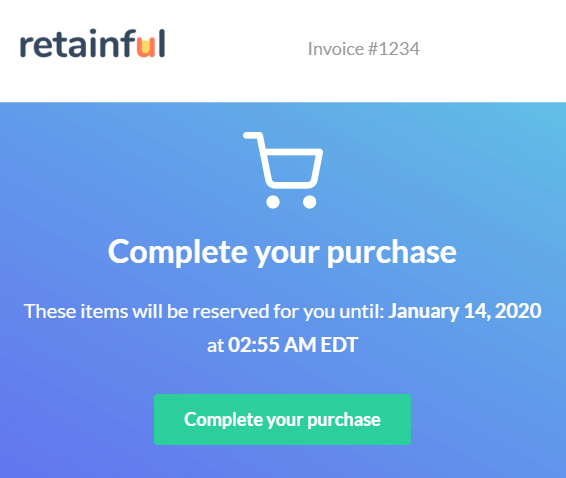 retainful
Invoice #1234
Complete your purchase
These items will be reserved for you until: January 14, 2020
at 02:55 AM EDT
Complete your purchase